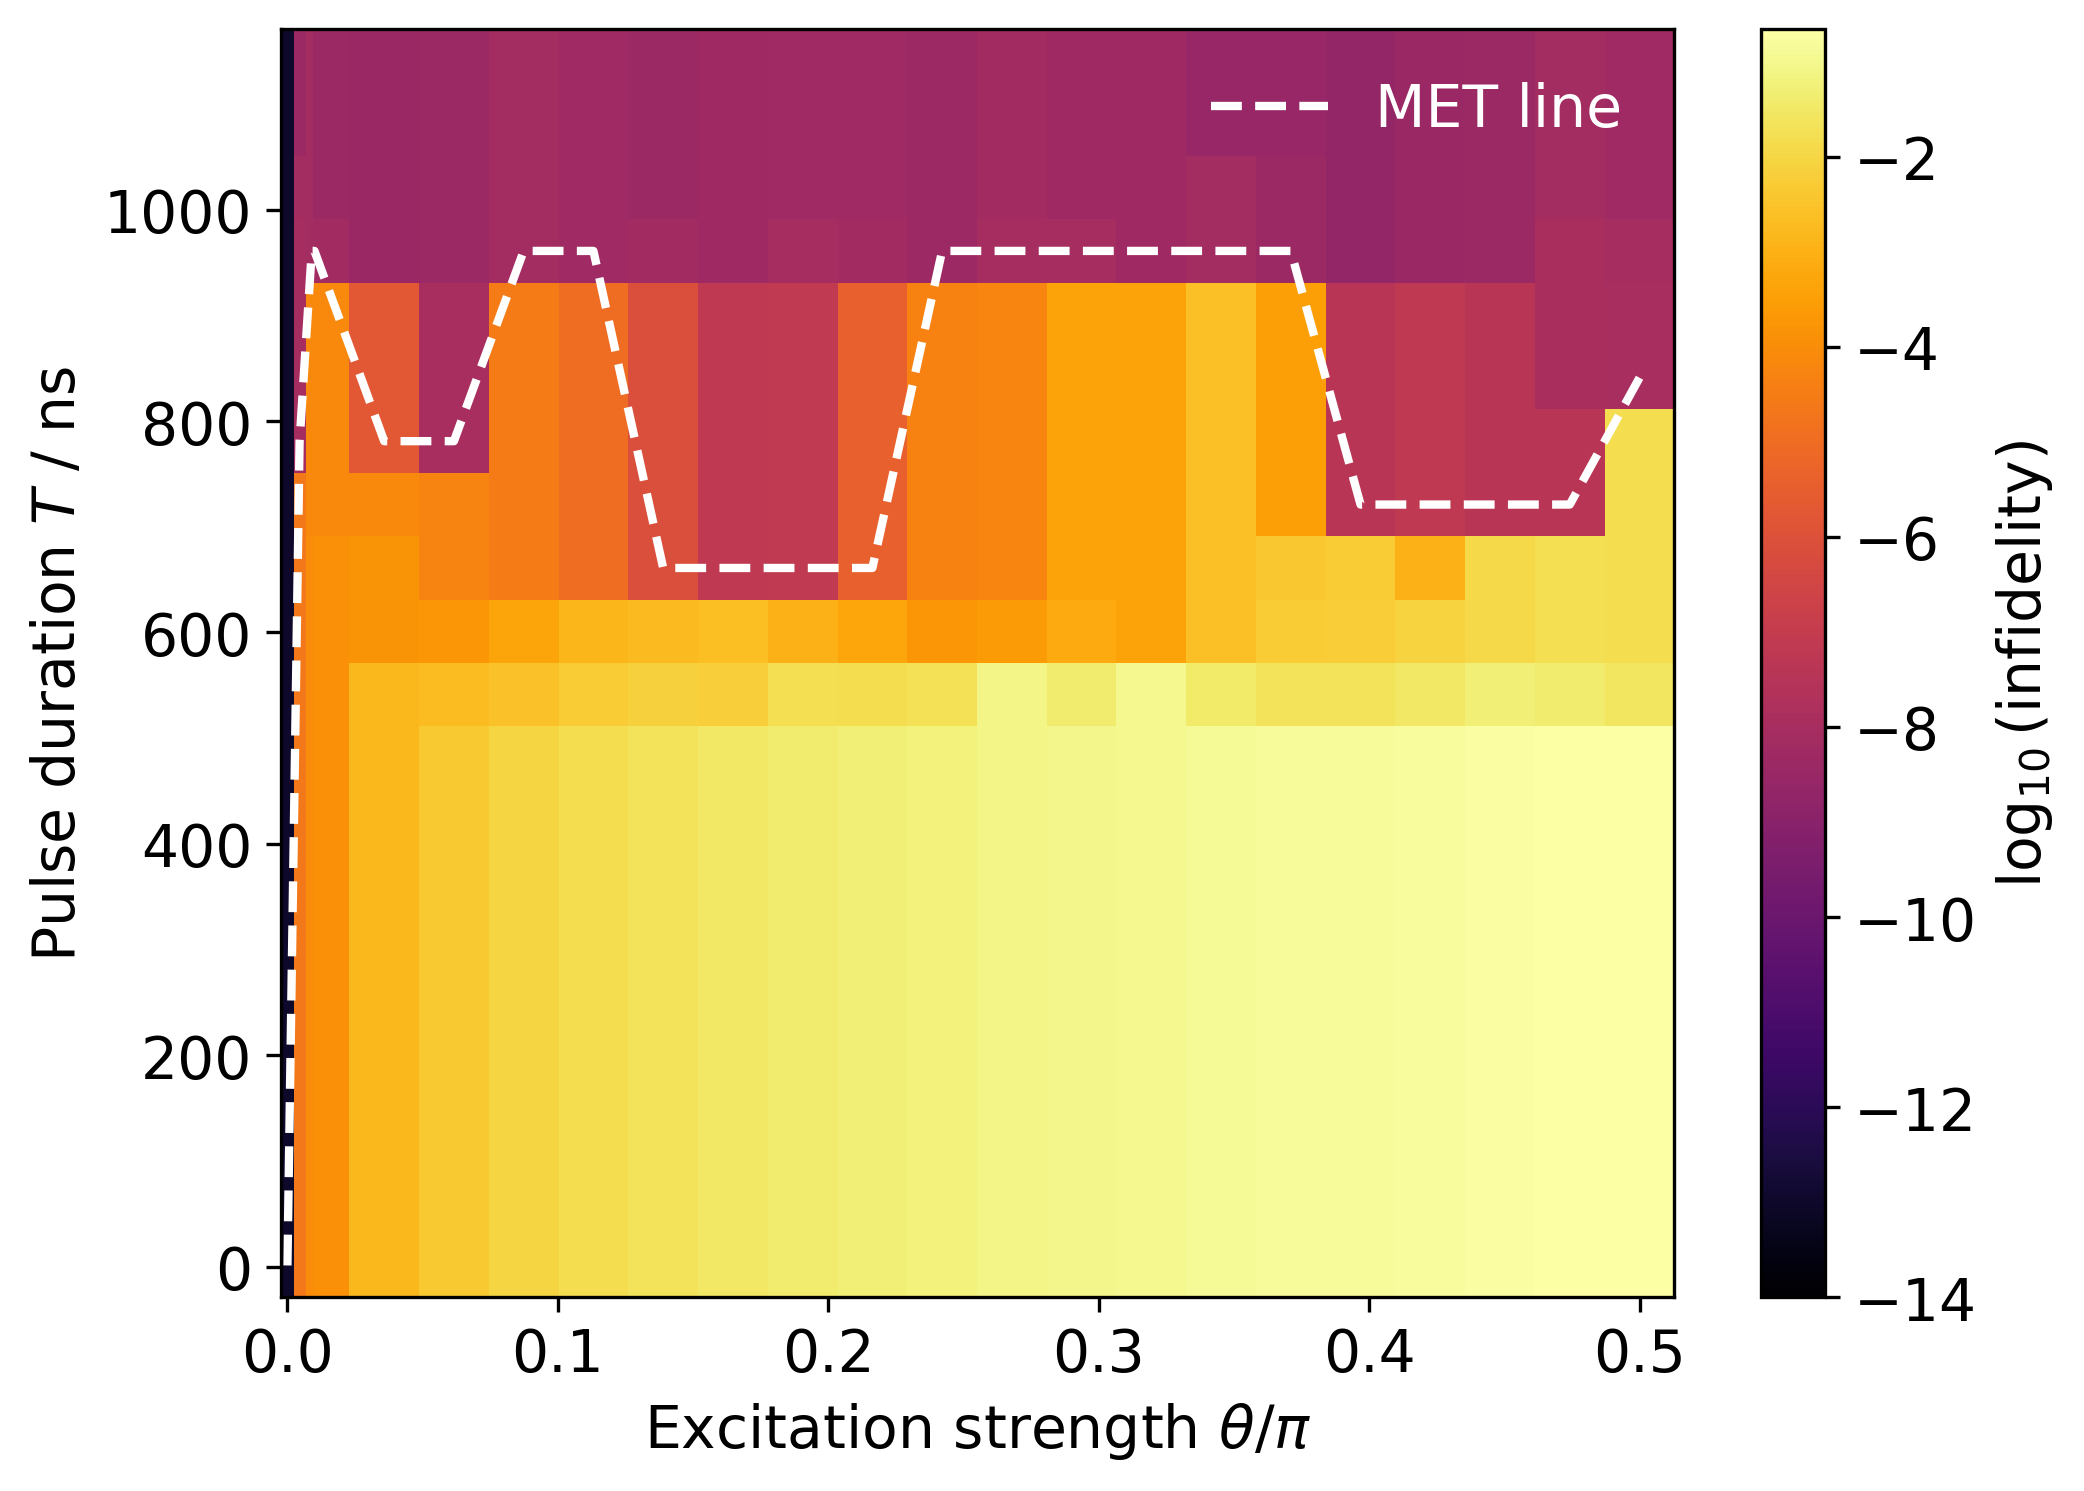 MET line
Pulse duration T / ns
1000
800
600
400
200
0
0.0 0.1 0.2 0.3 0.4 0.5
Excitation strength θ/π
−2
−4
−6
−8
−10
−12
−14
log₁₀(infidelity)